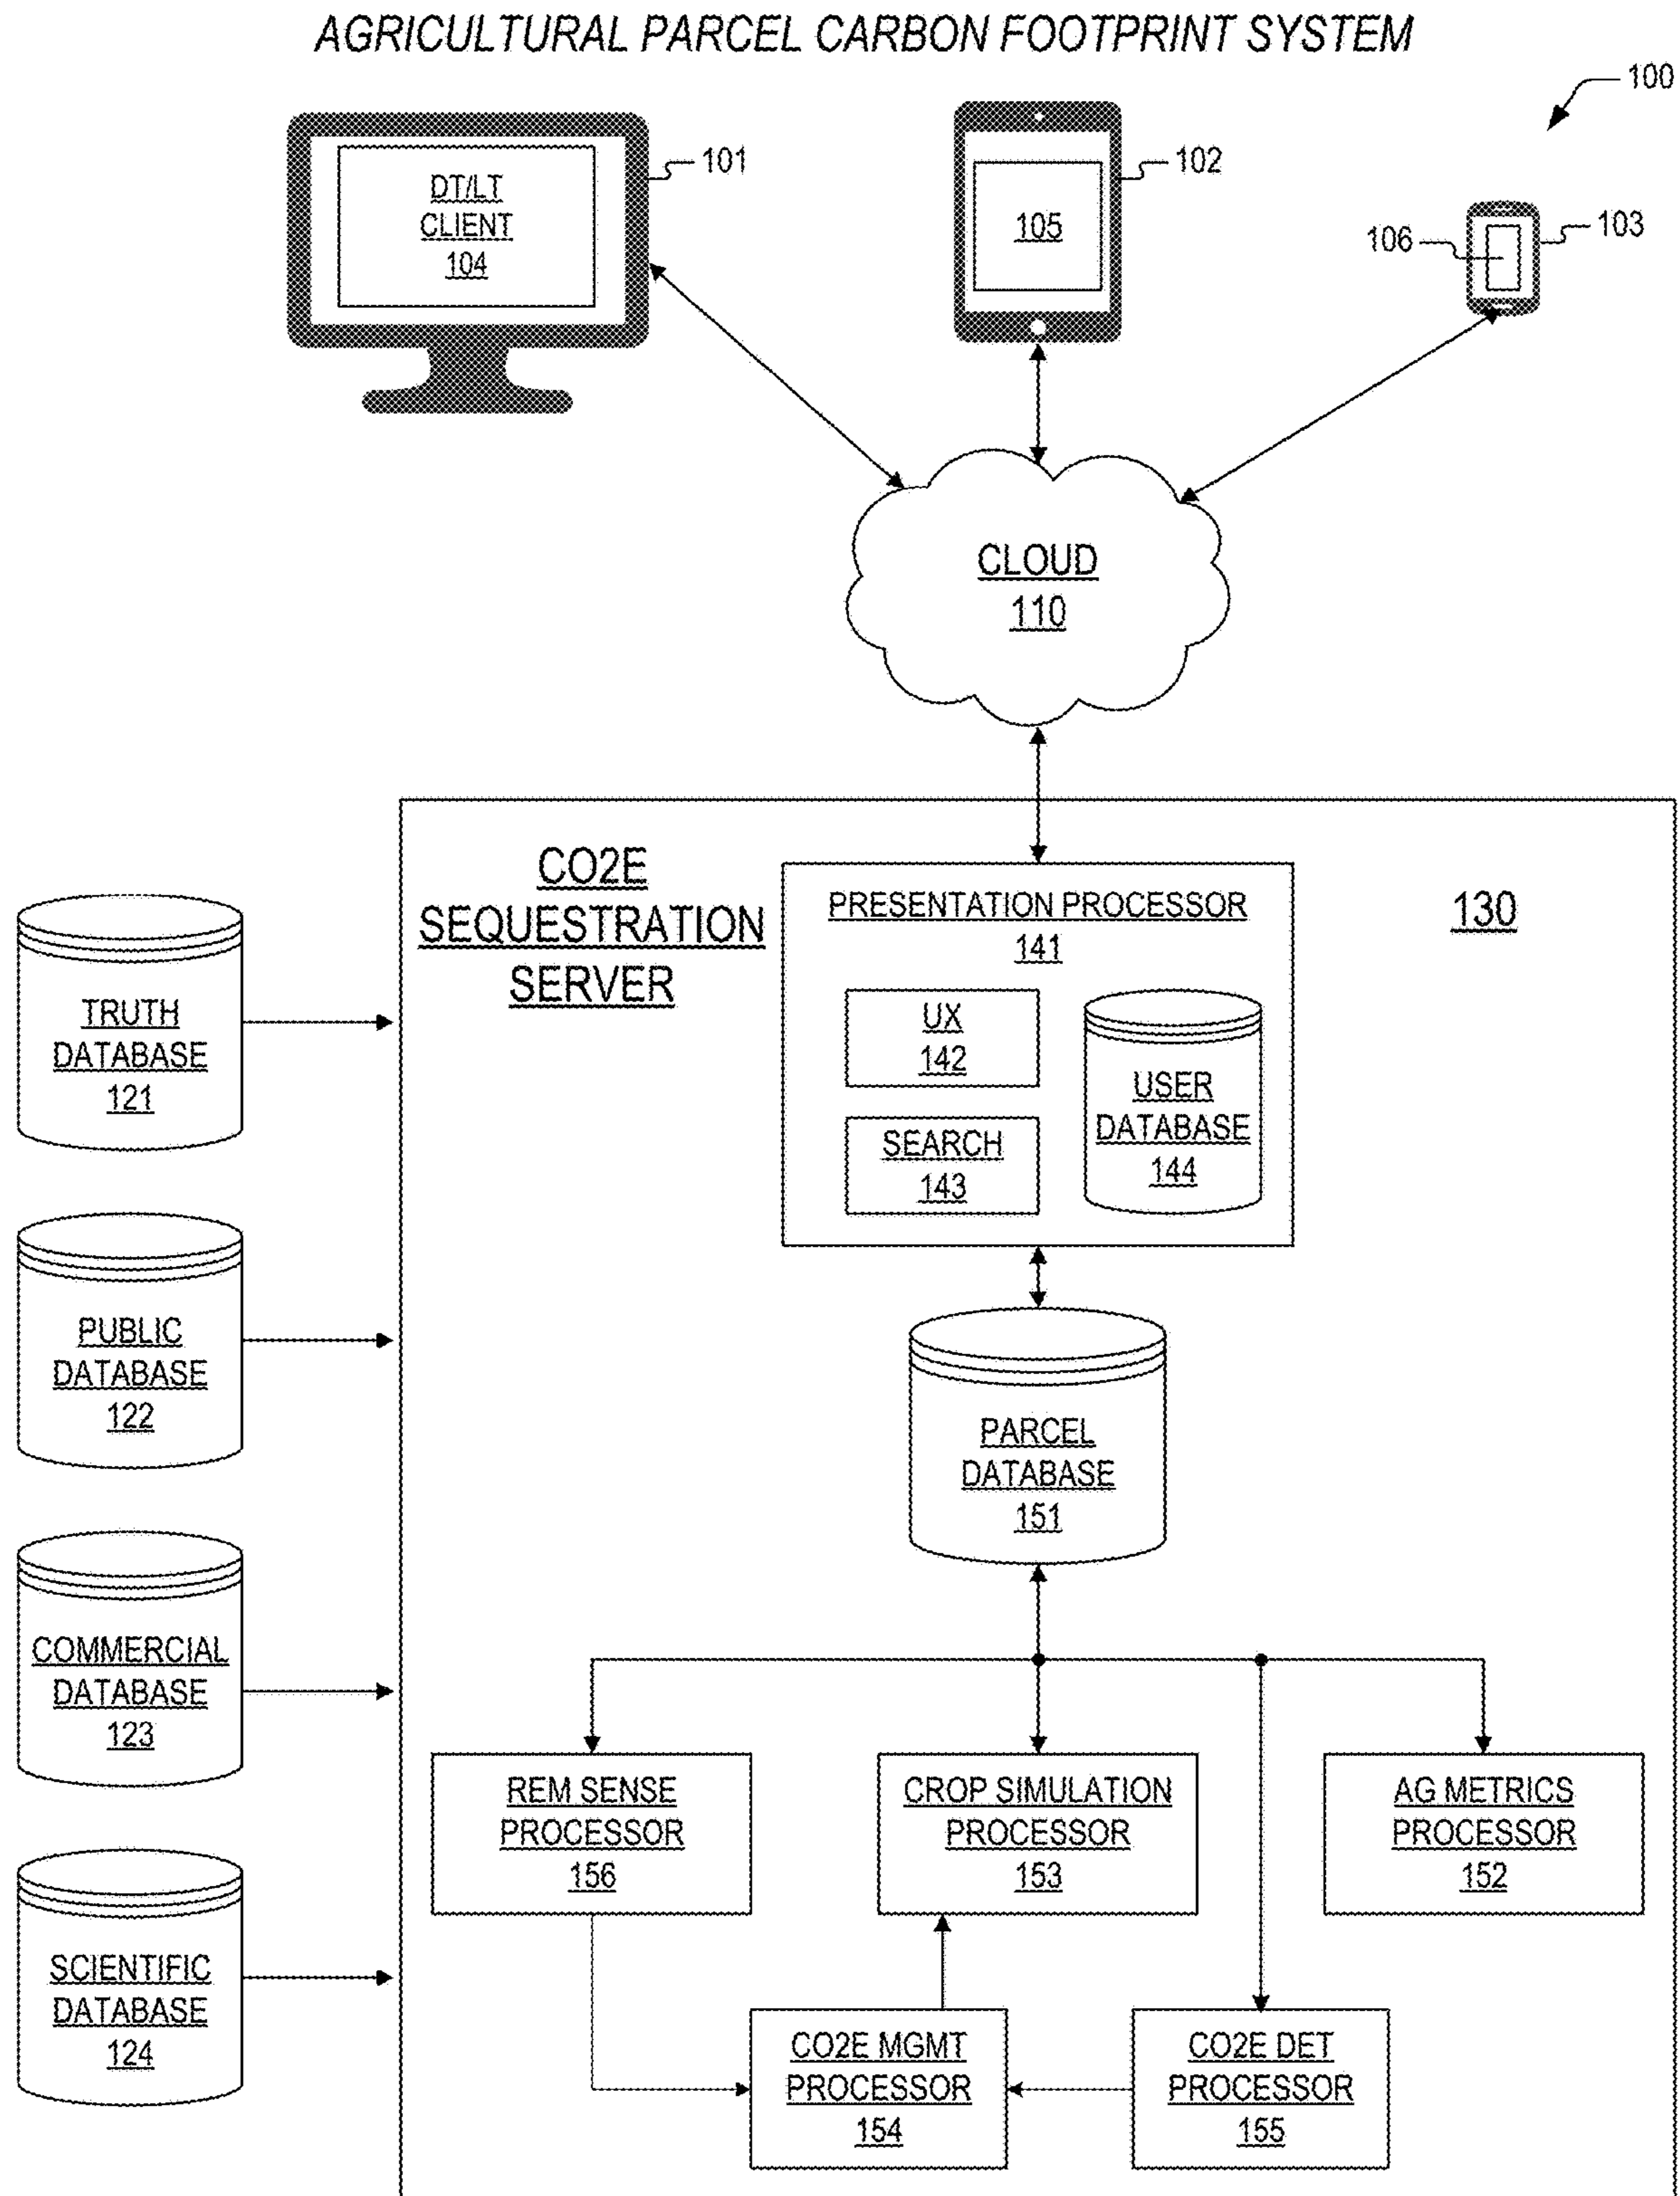 AGRICULTURAL PARCEL CARBON FOOTPRINT SYSTEM
100
101
DT/LT
CLIENT
104
102
105
106
103
CLOUD
110
CO2E
SEQUESTRATION
SERVER
130
PRESENTATION PROCESSOR
141
UX
142
SEARCH
143
USER
DATABASE
144
TRUTH
DATABASE
121
PUBLIC
DATABASE
122
COMMERCIAL
DATABASE
123
SCIENTIFIC
DATABASE
124
PARCEL
DATABASE
151
REM SENSE
PROCESSOR
156
CROP SIMULATION
PROCESSOR
153
AG METRICS
PROCESSOR
152
CO2E MGMT
PROCESSOR
154
CO2E DET
PROCESSOR
155